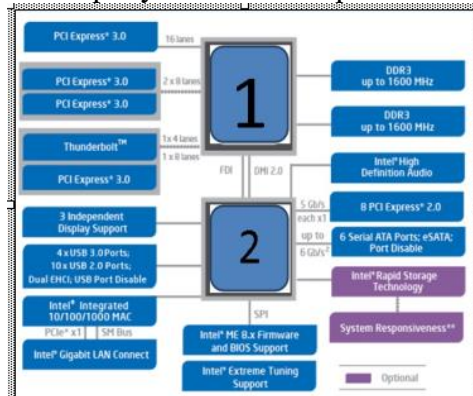 PCI Express* 3.0
16 lanes
PCI Express* 3.0
PCI Express* 3.0
2 x 8 lanes
Thunderbolt™
PCI Express* 3.0
1x 4 lanes
1x 8 lanes
1
DDR3
up to 1600 MHz
DDR3
up to 1600 MHz
FDI
DMI 2.0
Intel® High
Definition Audio
3 Independent
Display Support
2
5 Gb/s
each x1
8 PCI Express* 2.0
up to
6 Gb/s
6 Serial ATA Ports; eSATA;
Port Disable
4 x USB 3.0 Ports;
10 x USB 2.0 Ports;
Dual EHCI; USB Port Disable
Intel® Rapid Storage
Technology
Intel® Integrated
10/100/1000 MAC
PCIe* x1
SM Bus
SPI
System Responsiveness**
Intel® Gigabit LAN Connect
Intel® ME 8.x Firmware
and BIOS Support
Intel® Extreme Tuning
Support
Optional